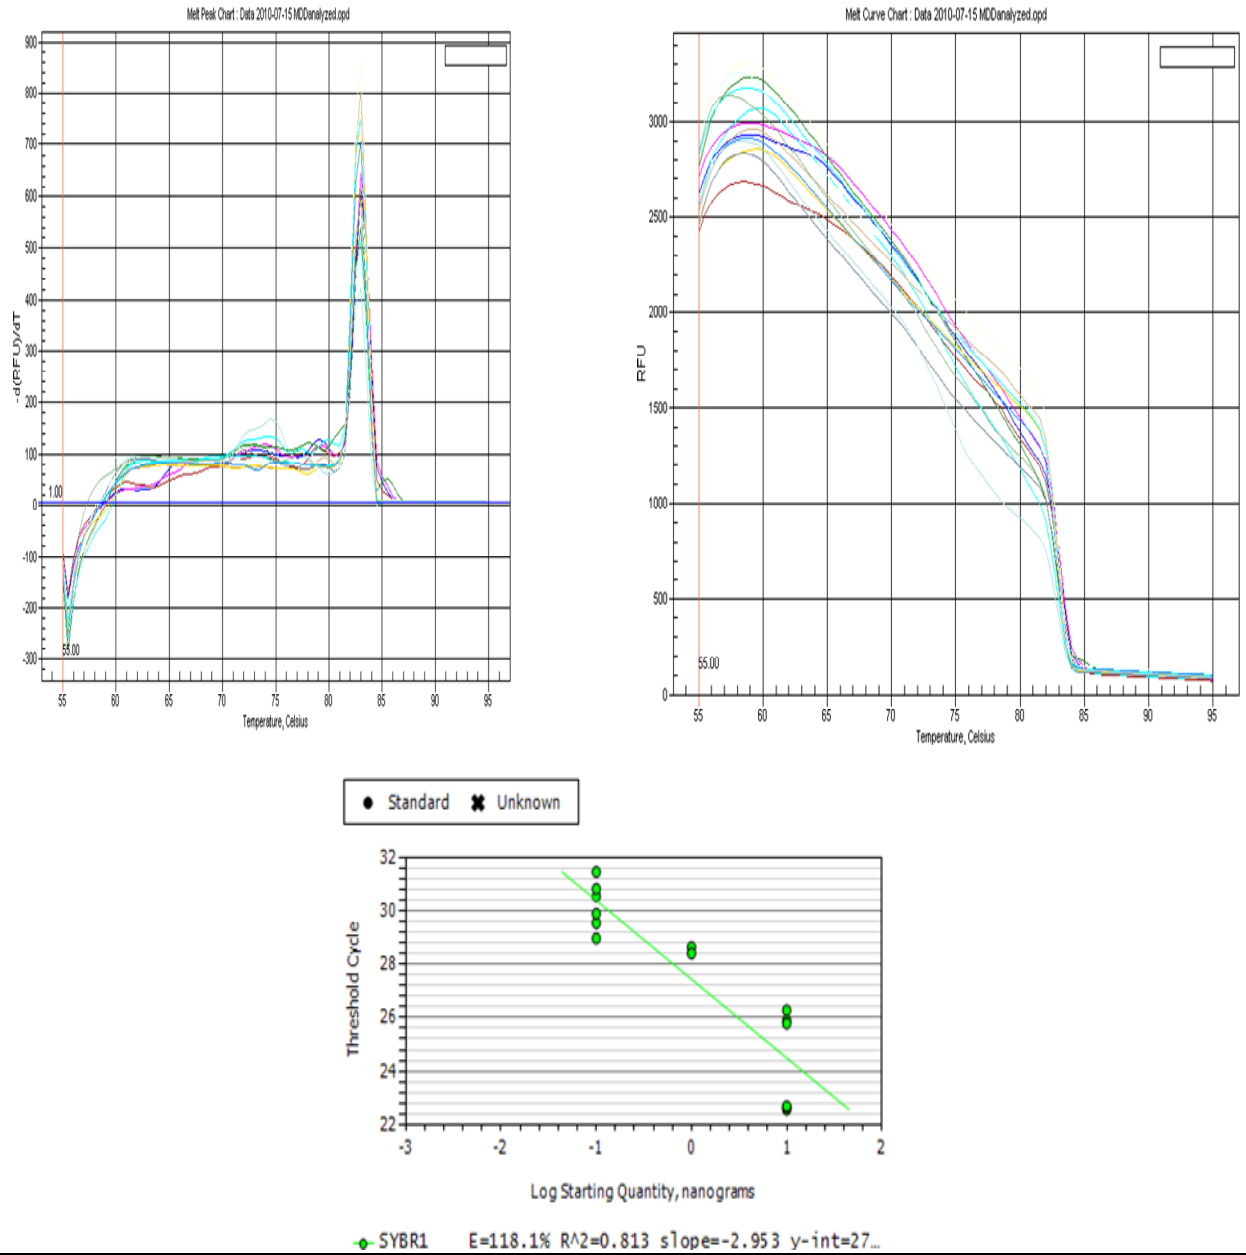 Melt Peak Chart : Data 2010-07-15 MDDanalyzed.opd
900
800
700
600
500
400
300
200
100
0
-100
-200
-300
-d(RFU)/dT
1.00
55.00
55 60 65 70 75 80 85 90 95
Temperature, Celsius
Melt Curve Chart : Data 2010-07-15 MDDanalyzed.opd
3000
2500
2000
1500
1000
500
0
RFU
55.00
55 60 65 70 75 80 85 90 95
Temperature, Celsius
Standard Unknown
32
30
28
26
24
22
Threshold Cycle
-3 -2 -1 0 1 2
Log Starting Quantity, nanograms
SYBR1 E=118.1% R^2=0.813 slope=-2.953 y-int=27…